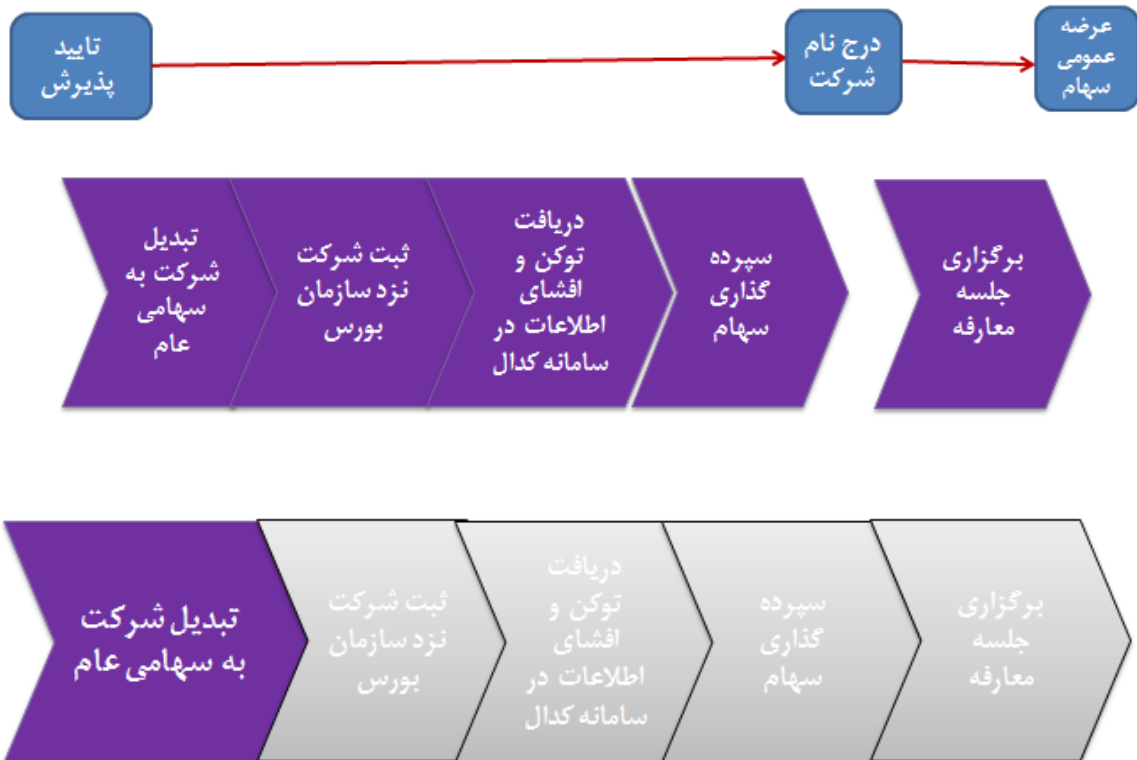 تایید
پذیرش
درج نام
شرکت
عرضه
عمومی
سهام
تبدیل
شرکت به
سهامی
عام
ثبت شرکت
نزد سازمان
بورس
دریافت
توکن و
افشای
اطلاعات در
سامانه کدال
سپرده
گذاری
سهام
برگزاری
جلسه
معارفه
تبدیل شرکت
به سهامی عام
ثبت شرکت
نزد سازمان
بورس
دریافت
توکن و
افشای
اطلاعات در
سامانه کدال
سپرده
گذاری
سهام
برگزاری
جلسه
معارفه